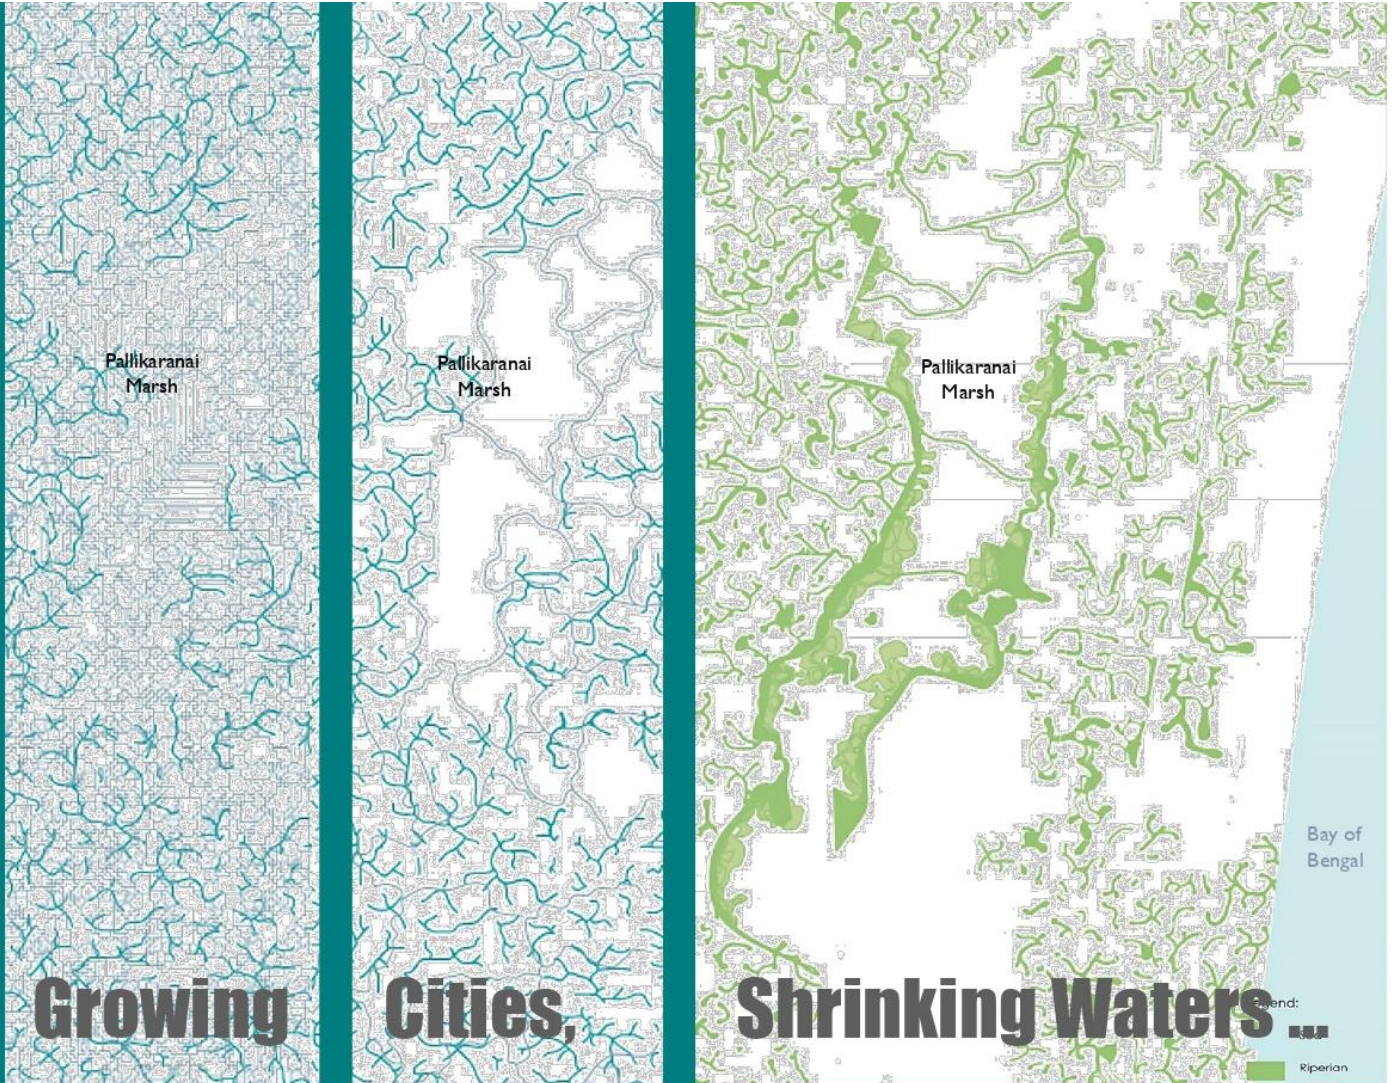 Pallikaranai
Marsh
Pallikaranai
Marsh
Pallikaranai
Marsh
Bay of
Bengal
Growing Cities, Shrinking Waters ...
Riperian